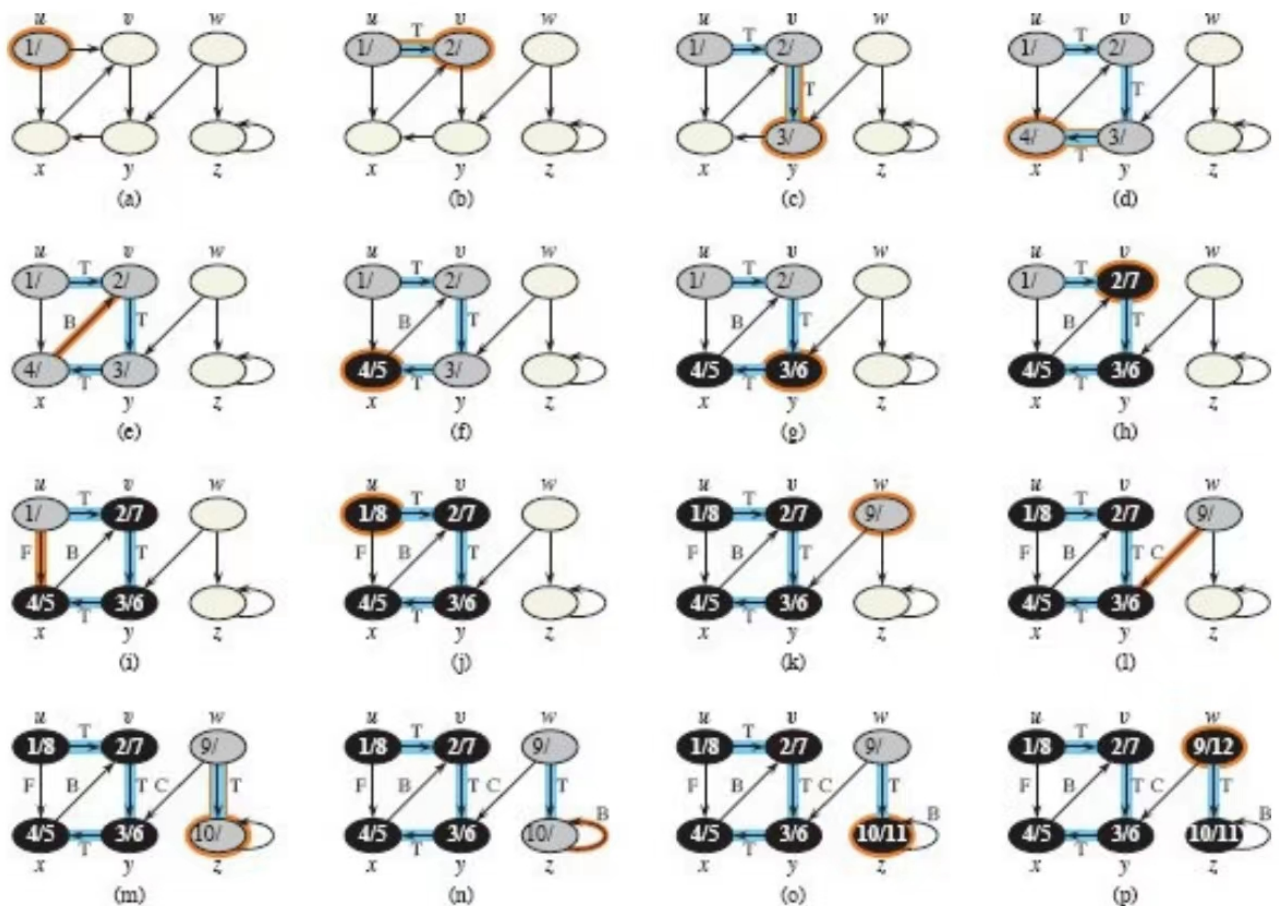 u v w u v w u v w u v w
1/ 1/ T 2/ 1/ T 2/ 1/ T 2/
T T
3/ 4/ T 3/
x y z x y z x y z x y z
(a) (b) (c) (d)
u v w u v w u v w u v w
1/ T 2/ 1/ T 2/ 1/ T 2/ 1/ T 2/7
B T T B T B T B T
4/ T 3/ 4/5 T 3/ 4/5 T 3/6 4/5 T 3/6
x y z x y z x y z x y z
(e) (f) (g) (h)
u v w u v w u v w u v w
1/ T 2/7 1/8 T 2/7 1/8 T 2/7 9/ 1/8 T 2/7 9/
F B T F B T F B T F B T C
4/5 T 3/6 4/5 T 3/6 4/5 T 3/6 4/5 T 3/6
x y z x y z x y z x y z
(i) (j) (k) (l)
u v w u v w u v w u v w
1/8 T 2/7 9/ 1/8 T 2/7 9/ 1/8 T 2/7 9/ 1/8 T 2/7 9/12
F B T C T F B T C T B F B T C T B F B T C T B
4/5 T 3/6 10/ 4/5 T 3/6 10/ 4/5 T 3/6 10/11 4/5 T 3/6 10/11
x y z x y z x y z x y z
(m) (n) (o) (p)